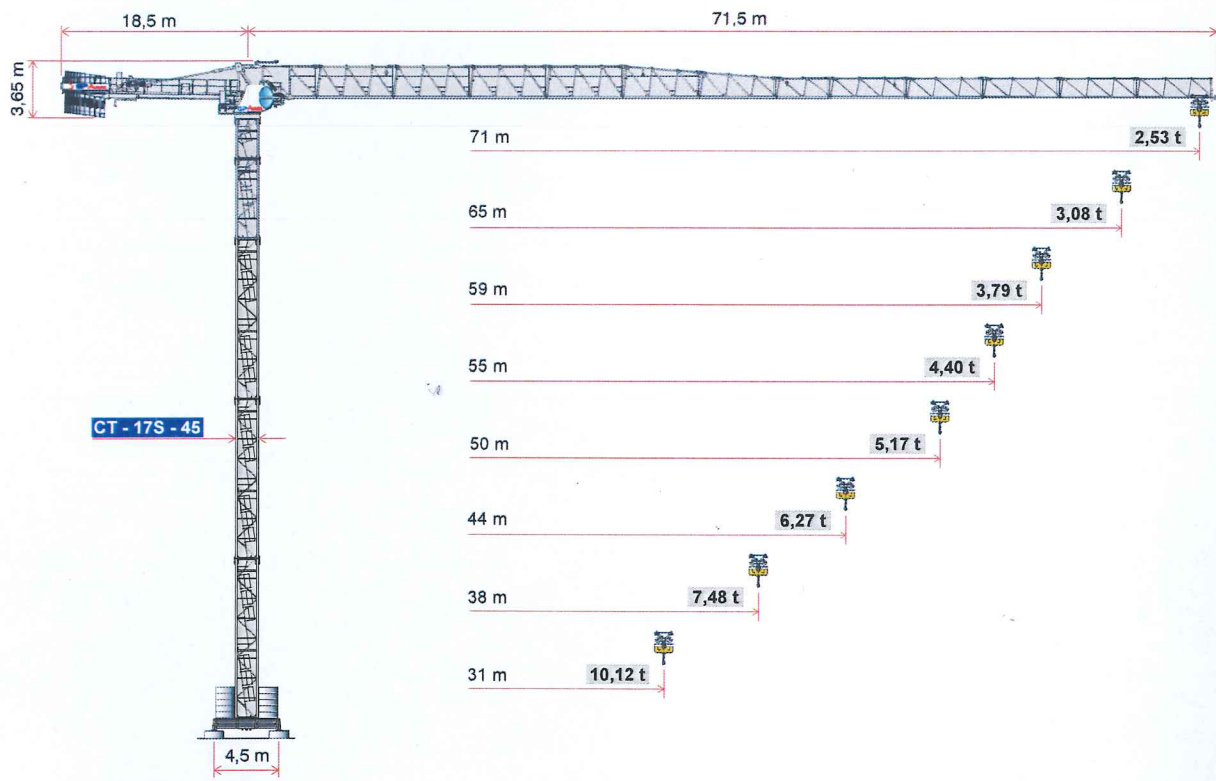 18,5 m
71,5 m
3,65 m
71 m
2,53 t
65 m
3,08 t
59 m
3,79 t
55 m
4,40 t
CT - 17S - 45
50 m
5,17 t
44 m
6,27 t
38 m
7,48 t
31 m
10,12 t
4,5 m